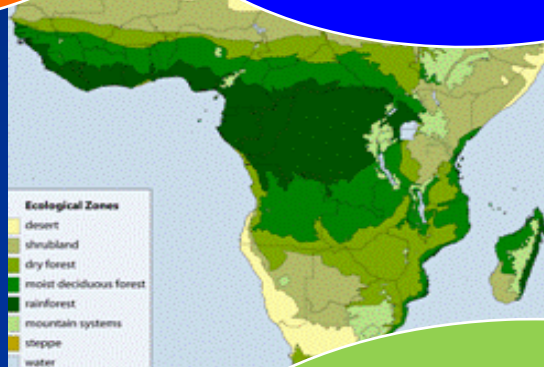 Ecological Zones
desert
shrubland
dry forest
moist deciduous forest
rainforest
mountain systems
steppe
water